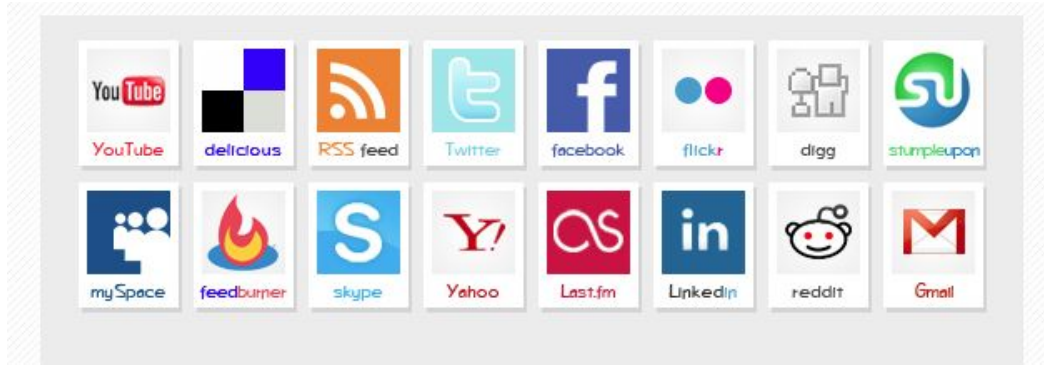 You Tube
YouTube
delicious
RSS feed
Twitter
facebook
flickr
digg
stumpleupon
mySpace
feedburner
skype
Y!
Yahoo
Last.fm
in
Linkedin
reddit
Gmail